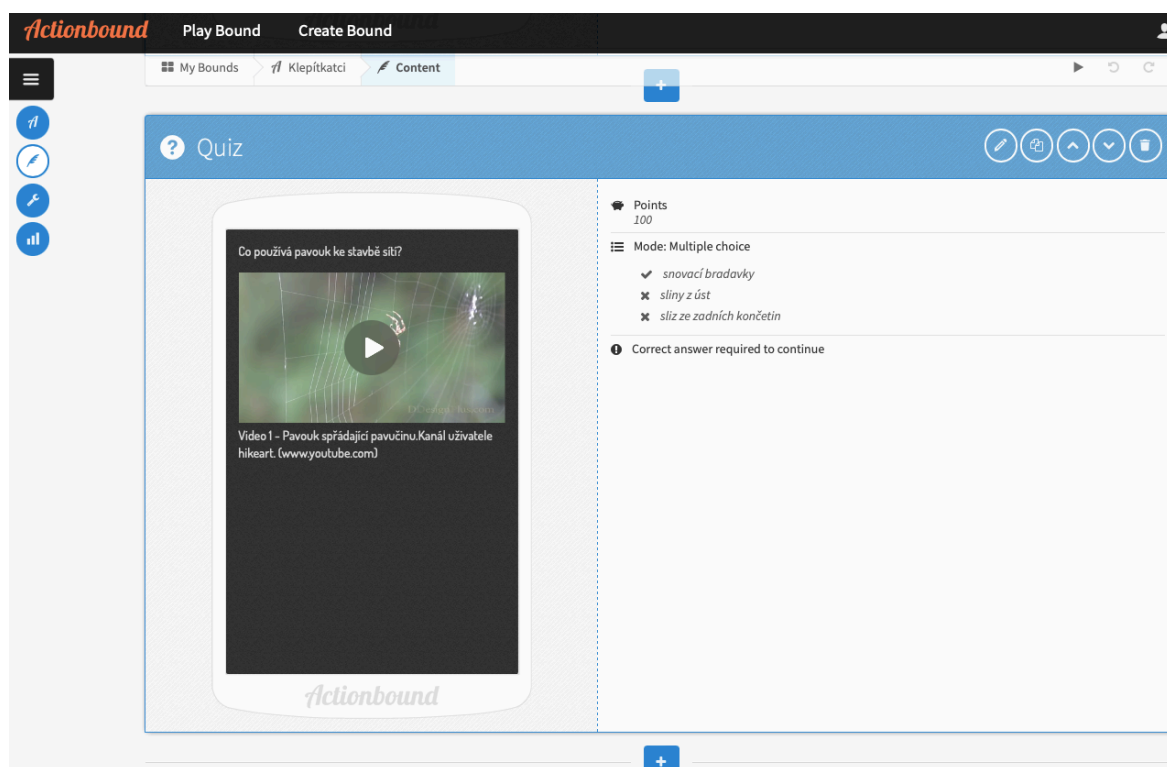 Actionbound Play Bound Create Bound
My Bounds Klepítkatci Content
Quiz
Co používá pavouk ke stavbě sítí?
Video 1 - Pavouk spřádající pavučinu.Kanál uživatele
hikeart. (www.youtube.com)
Actionbound
Points
100
Mode: Multiple choice
snovací bradavky
sliny z úst
sliz ze zadních končetin
Correct answer required to continue